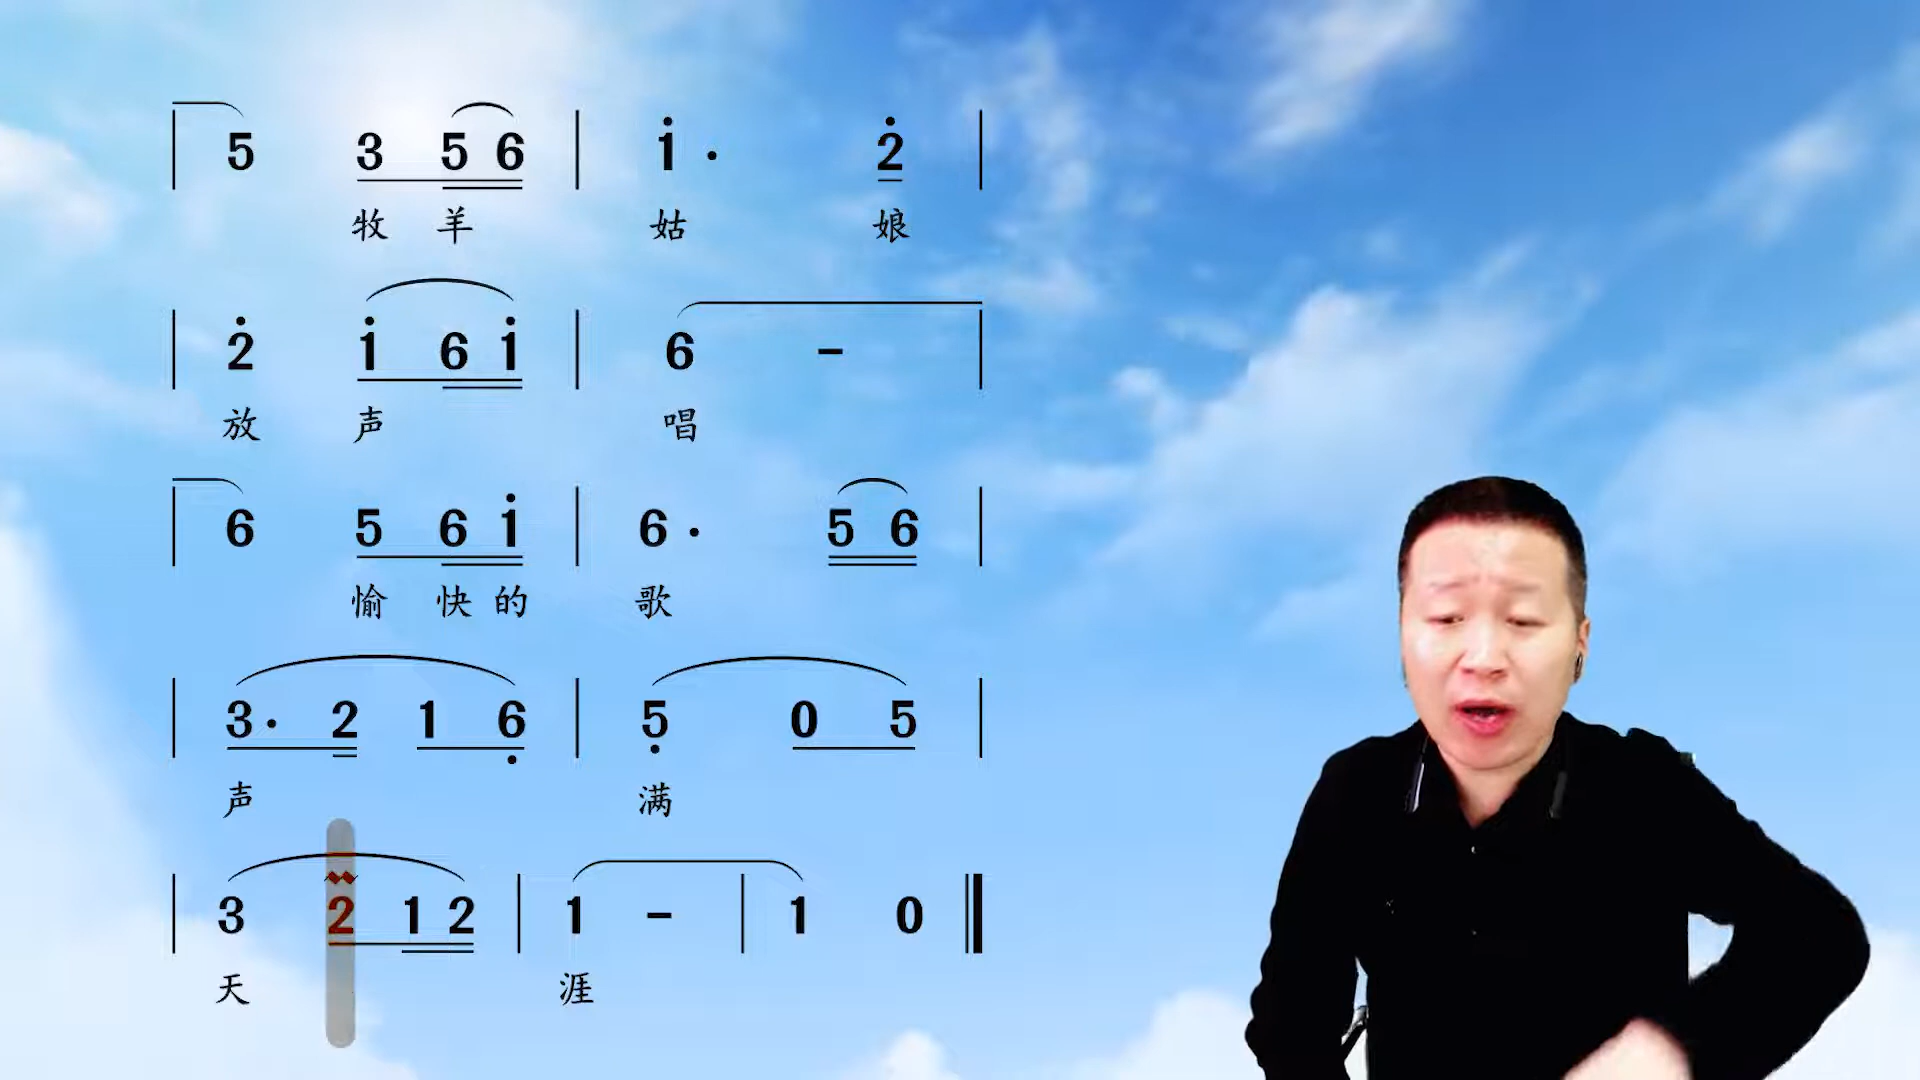 5 3 5 6 | i · 2̇ |
牧 羊 姑 娘
| 2̇ i 6 i | 6 - |
放 声 唱
6 5 6 i | 6 · 5 6 |
愉 快 的 歌
| 3 · 2 1 6̣ | 5̣ 0 5 |
声 满
| 3 2 1 2 | 1 - | 1 0 ‖
天 涯